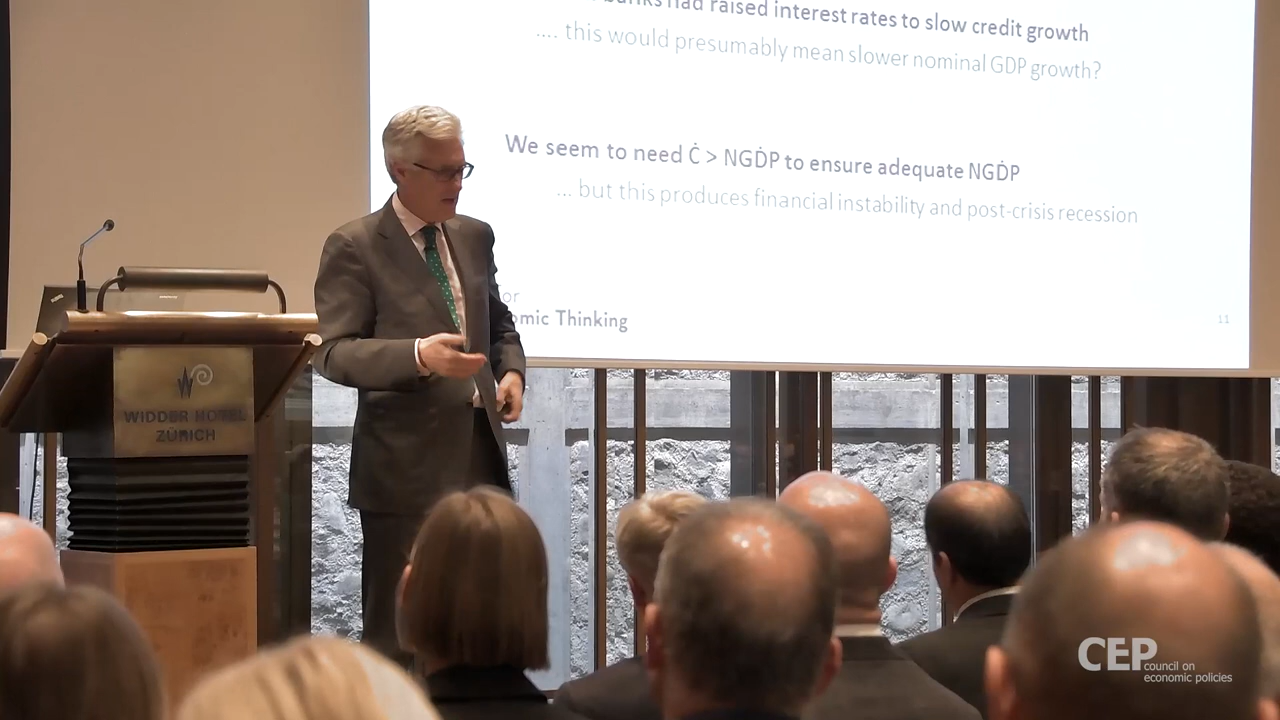 banks had raised interest rates to slow credit growth
.... this would presumably mean slower nominal GDP growth?
We seem to need Ċ > NGḊP to ensure adequate NGḊP
... but this produces financial instability and post-crisis recession
or
omic Thinking
11
WIDDER HOTEL
ZÜRICH
CEP council on
economic policies